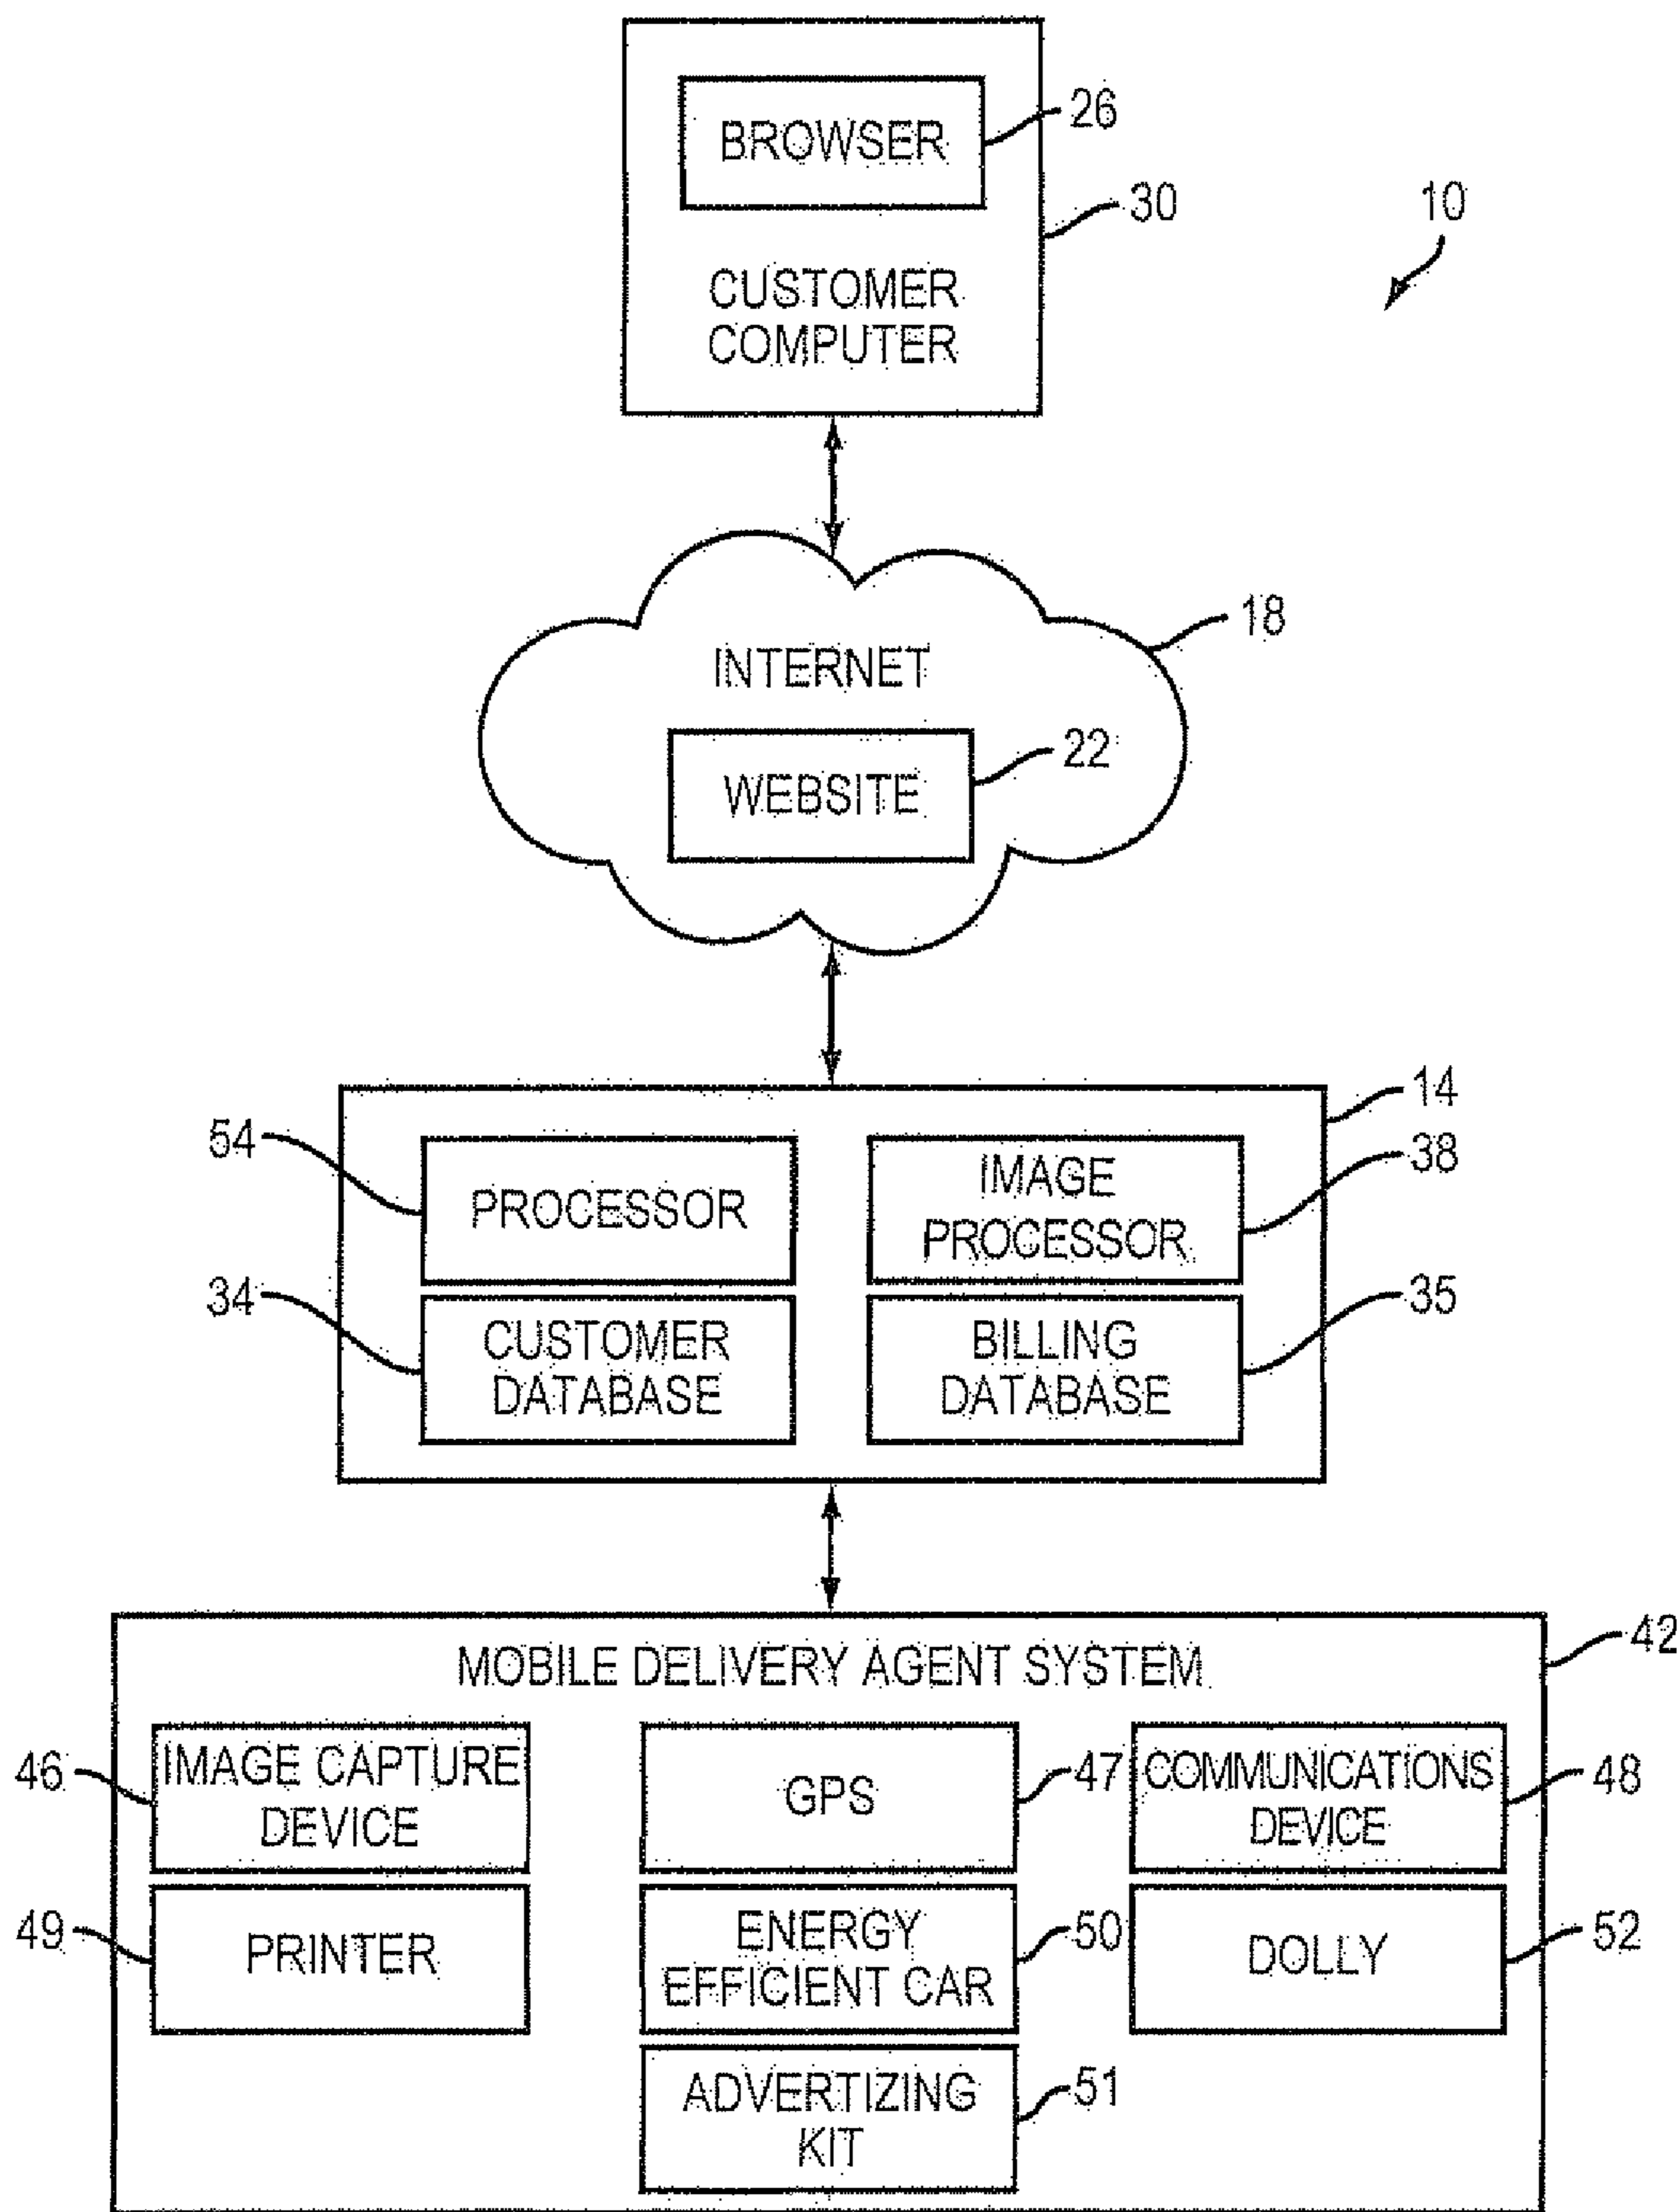 BROWSER
26
CUSTOMER
COMPUTER
30
10
INTERNET
18
WEBSITE
22
14
54
PROCESSOR
IMAGE
PROCESSOR
38
34
CUSTOMER
DATABASE
BILLING
DATABASE
35
MOBILE DELIVERY AGENT SYSTEM
42
46
IMAGE CAPTURE
DEVICE
GPS
47
COMMUNICATIONS
DEVICE
48
49
PRINTER
ENERGY
EFFICIENT CAR
50
DOLLY
52
ADVERTIZING
KIT
51